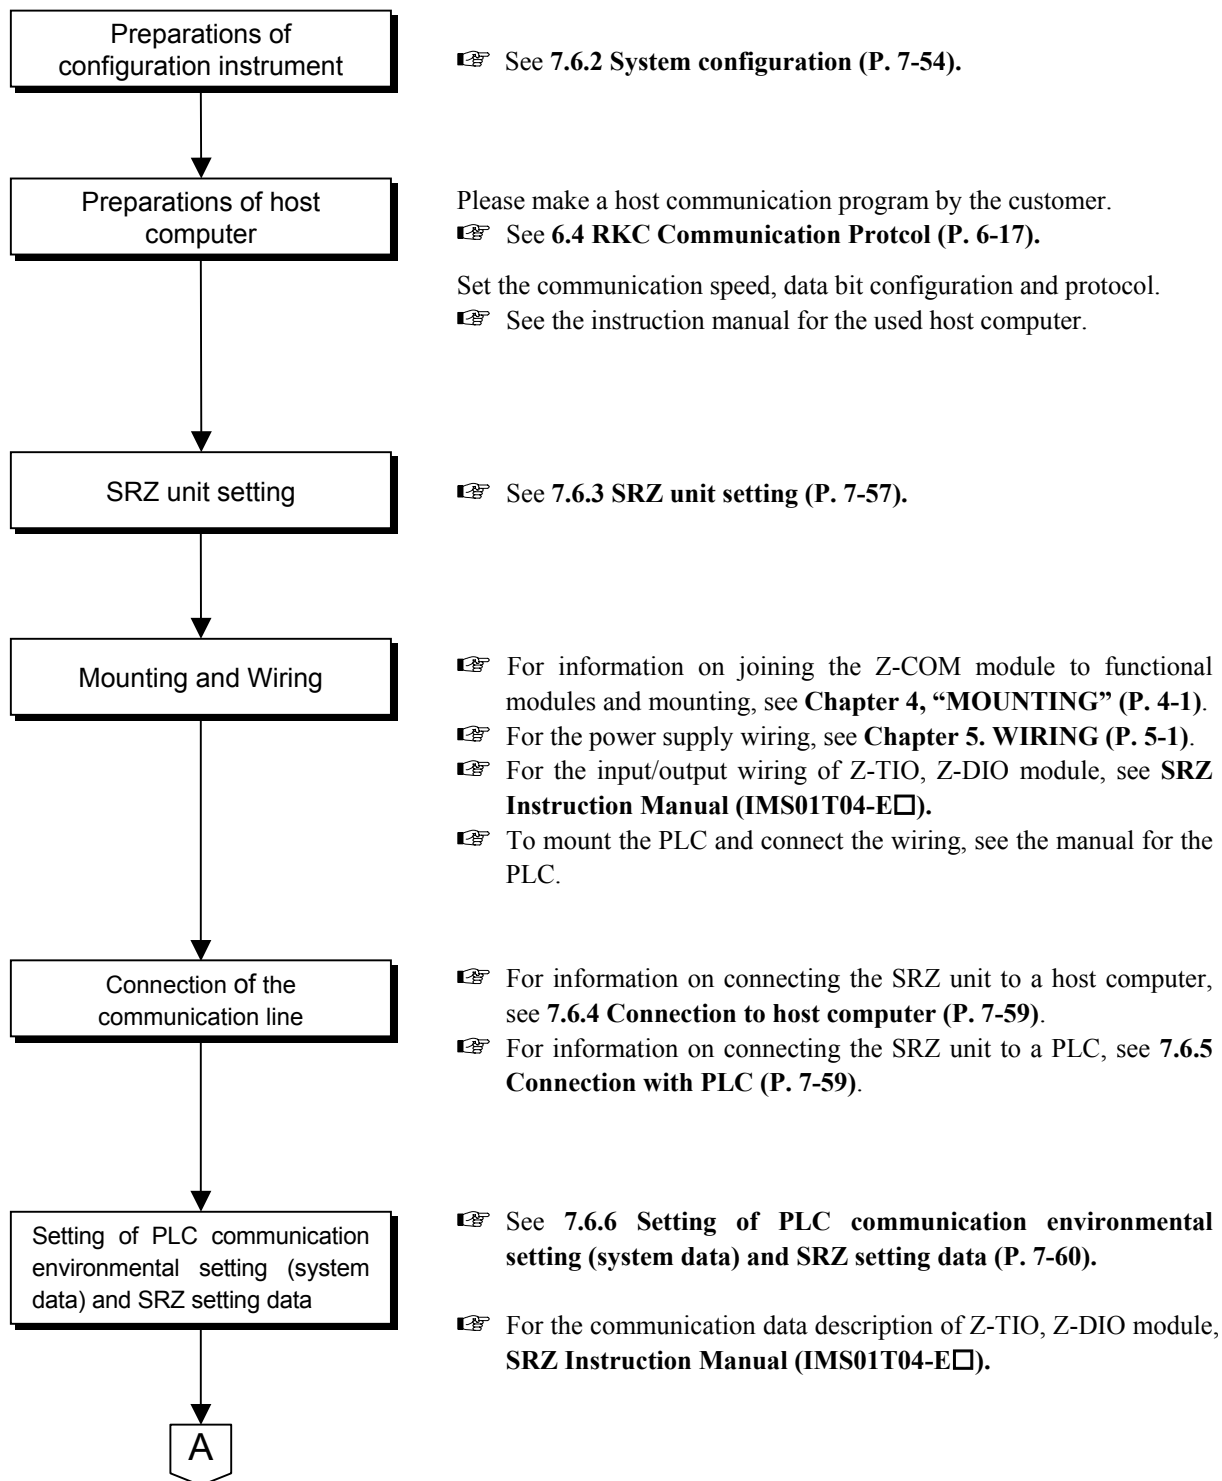 Preparations of
configuration instrument
☞ See 7.6.2 System configuration (P. 7-54).
Preparations of host
computer
Please make a host communication program by the customer.
☞ See 6.4 RKC Communication Protcol (P. 6-17).
Set the communication speed, data bit configuration and protocol.
☞ See the instruction manual for the used host computer.
SRZ unit setting
☞ See 7.6.3 SRZ unit setting (P. 7-57).
Mounting and Wiring
☞ For information on joining the Z-COM module to functional
modules and mounting, see Chapter 4, “MOUNTING” (P. 4-1).
☞ For the power supply wiring, see Chapter 5. WIRING (P. 5-1).
☞ For the input/output wiring of Z-TIO, Z-DIO module, see SRZ
Instruction Manual (IMS01T04-E□).
☞ To mount the PLC and connect the wiring, see the manual for the
PLC.
Connection of the
communication line
☞ For information on connecting the SRZ unit to a host computer,
see 7.6.4 Connection to host computer (P. 7-59).
☞ For information on connecting the SRZ unit to a PLC, see 7.6.5
Connection with PLC (P. 7-59).
Setting of PLC communication
environmental setting (system
data) and SRZ setting data
☞ See 7.6.6 Setting of PLC communication environmental
setting (system data) and SRZ setting data (P. 7-60).
☞ For the communication data description of Z-TIO, Z-DIO module,
SRZ Instruction Manual (IMS01T04-E□).
A